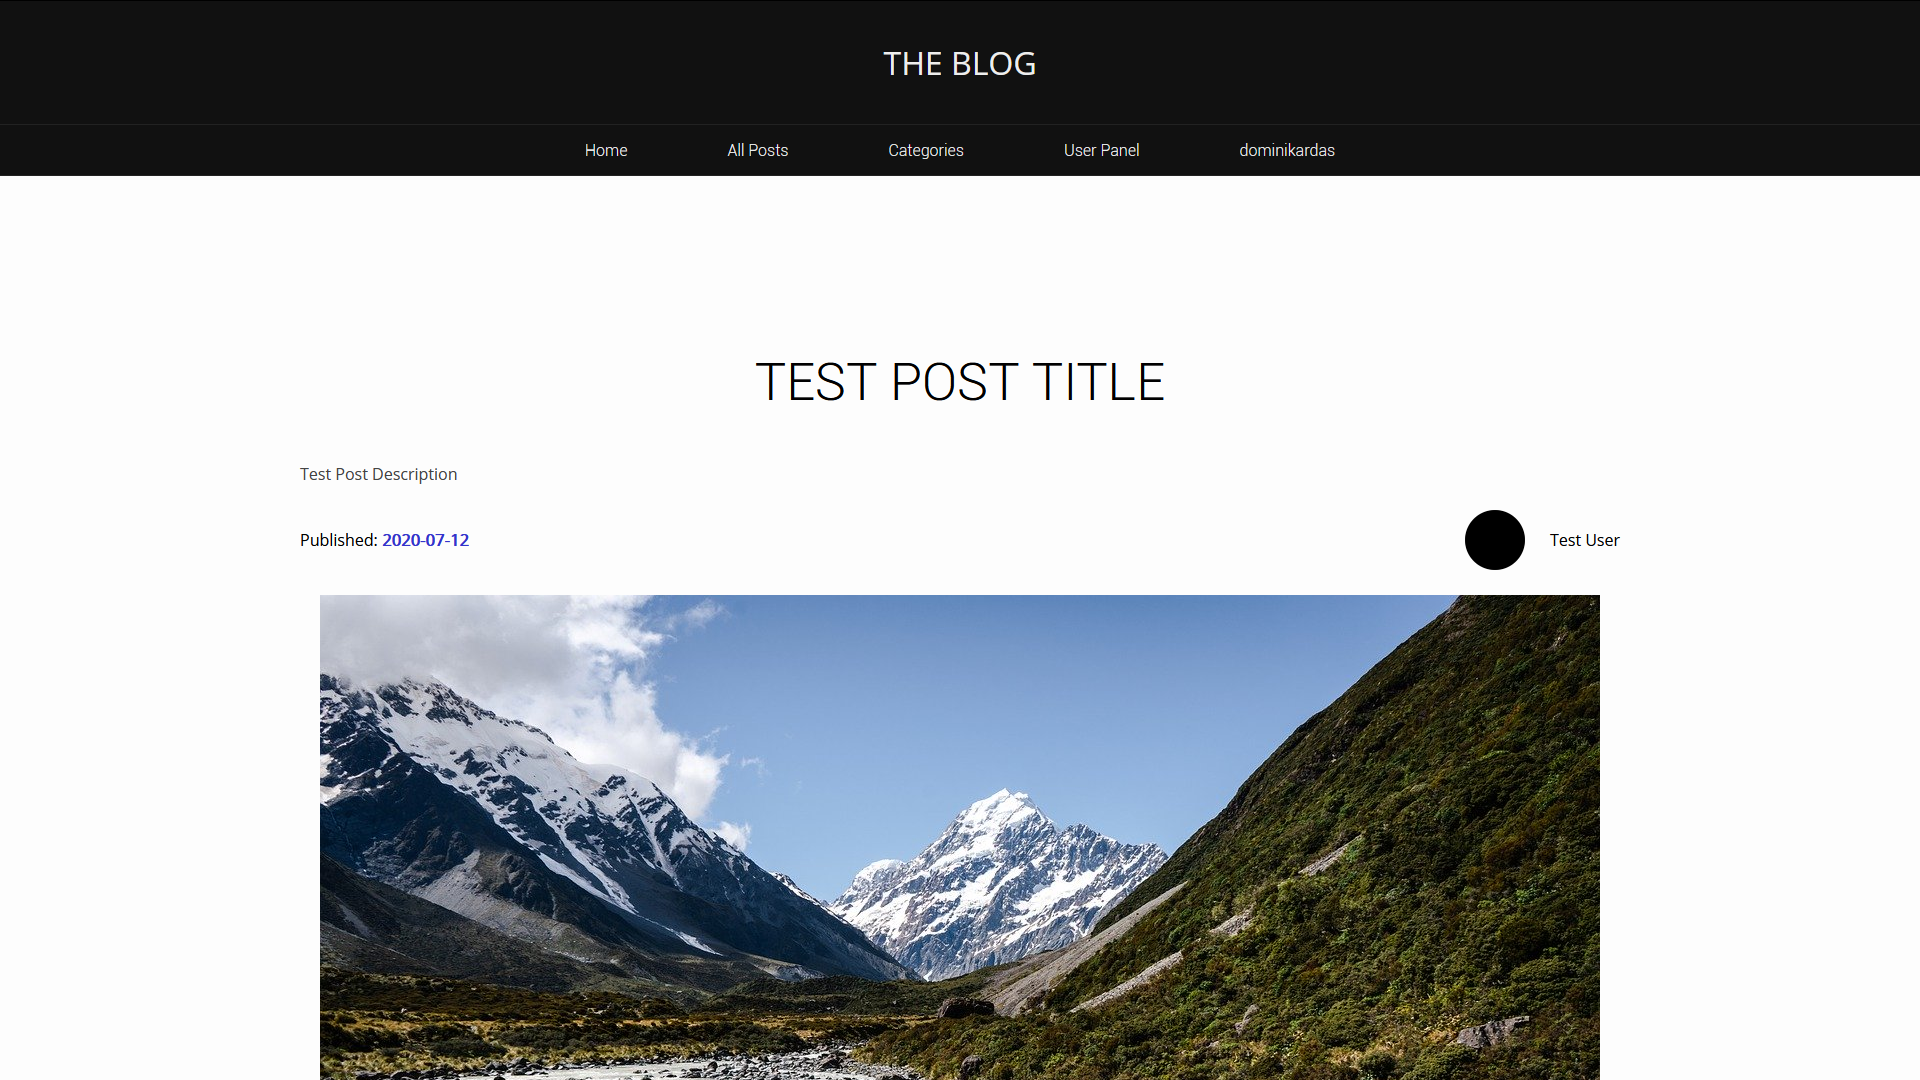 THE BLOG
Home All Posts Categories User Panel dominikardas
TEST POST TITLE
Test Post Description
Published: 2020-07-12 Test User